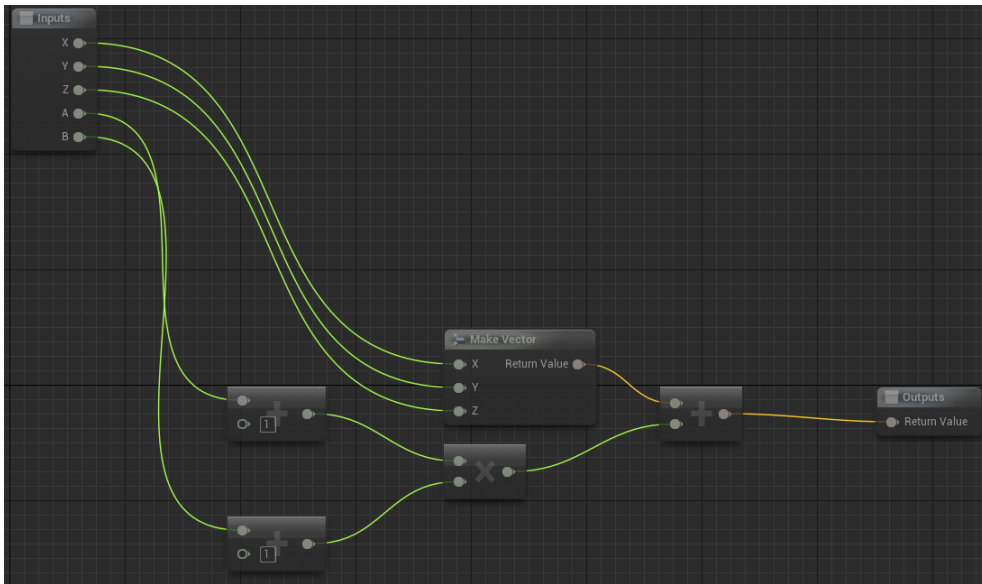 Inputs
X
Y
Z
A
B
Make Vector
X Return Value
Y
Z
+
1
+
×
+
1
Outputs
Return Value